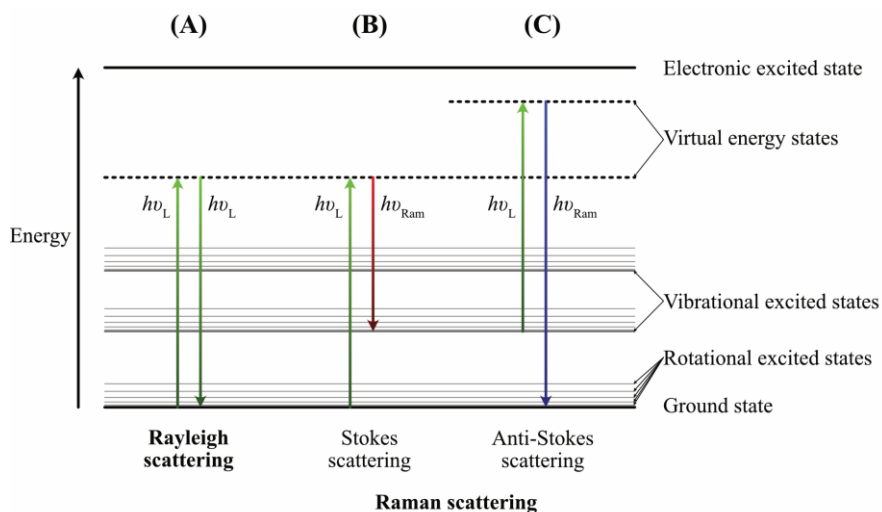 (A)
(B)
(C)
Electronic excited state
Virtual energy states
hυL
hυL
hυL
hυRam
hυL
hυRam
Energy
Vibrational excited states
Rotational excited states
Ground state
Rayleigh
scattering
Stokes
scattering
Anti-Stokes
scattering
Raman scattering